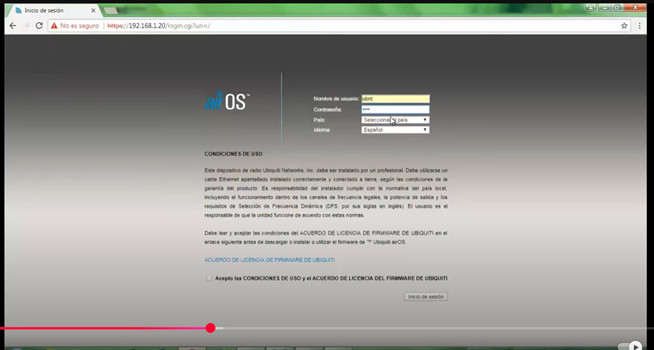 Inicio de sesión
No es seguro | https://192.168.1.20/login.cgi?uri=/
airOS™
Nombre de usuario: ubnt
Contraseña: ••••
País: Seleccionar país
Idioma: Español
CONDICIONES DE USO
Este dispositivo de radio Ubiquiti Networks, Inc. debe ser instalado por un profesional. Debe utilizarse un
cable Ethernet apantallado instalado correctamente y conectado a tierra, según las condiciones de la
garantía del producto. Es responsabilidad del instalador cumplir con la normativa del país local,
incluyendo el funcionamiento dentro de los canales de frecuencia legales, la potencia de salida y los
requisitos de Selección de Frecuencia Dinámica (DFS, por sus siglas en inglés). El usuario es el
responsable de que la unidad funcione de acuerdo con estas normas.
Debe leer y aceptar las condiciones del ACUERDO DE LICENCIA DE FIRMWARE DE UBIQUITI en el
enlace siguiente antes de descargar o instalar o utilizar el firmware de ™ Ubiquiti airOS.
ACUERDO DE LICENCIA DE FIRMWARE DE UBIQUITI
Acepto las CONDICIONES DE USO y el ACUERDO DE LICENCIA DEL FIRMWARE DE UBIQUITI
Inicio de sesión